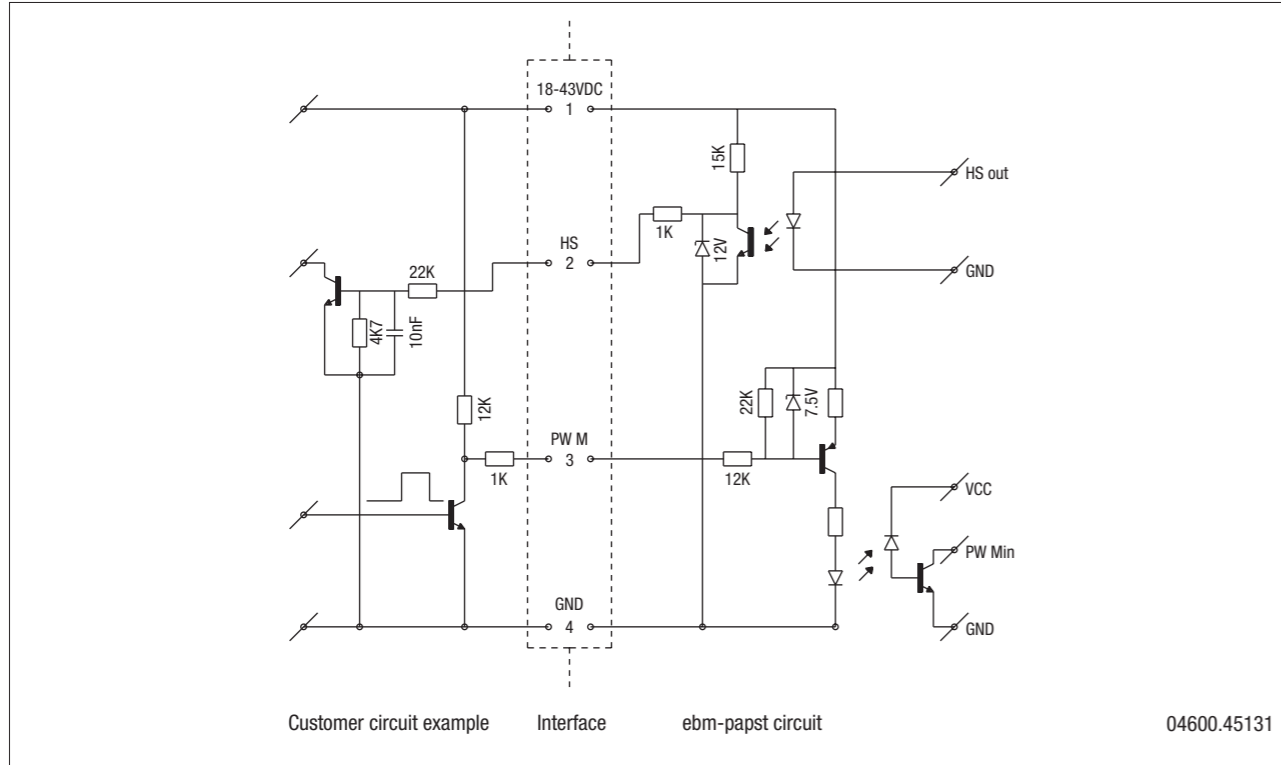 18-43VDC
1
15K
HS out
1K
HS
2
12V
22K
GND
4K7
10nF
12K
22K
7.5V
PW M
3
1K
12K
VCC
PW Min
GND
4
GND
Customer circuit example
Interface
ebm-papst circuit
04600.45131